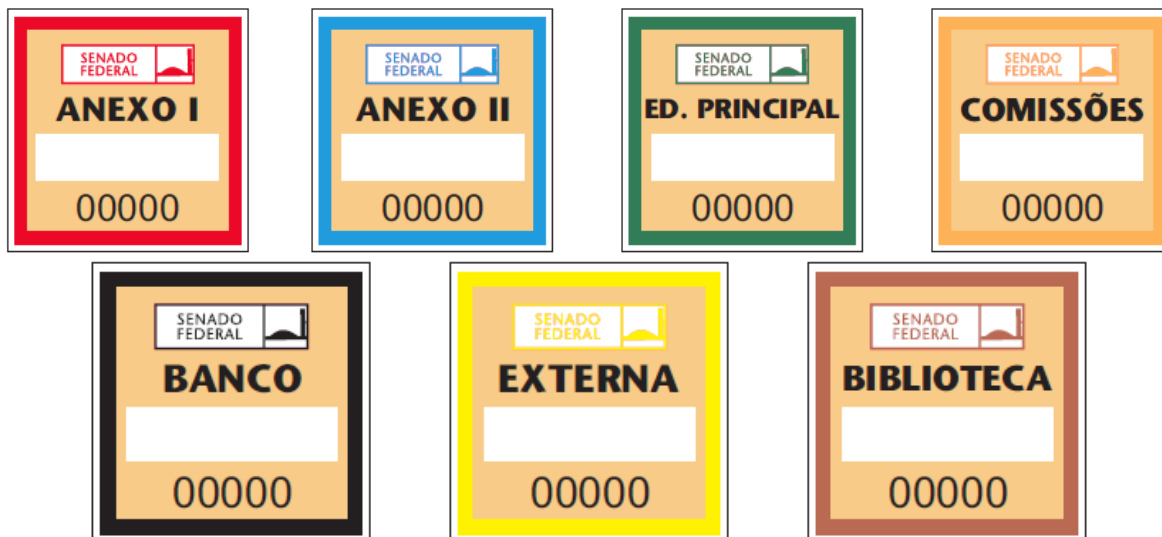 SENADO
FEDERAL
ANEXO I
00000
SENADO
FEDERAL
ANEXO II
00000
SENADO
FEDERAL
ED. PRINCIPAL
00000
SENADO
FEDERAL
COMISSÕES
00000
SENADO
FEDERAL
BANCO
00000
SENADO
FEDERAL
EXTERNA
00000
SENADO
FEDERAL
BIBLIOTECA
00000